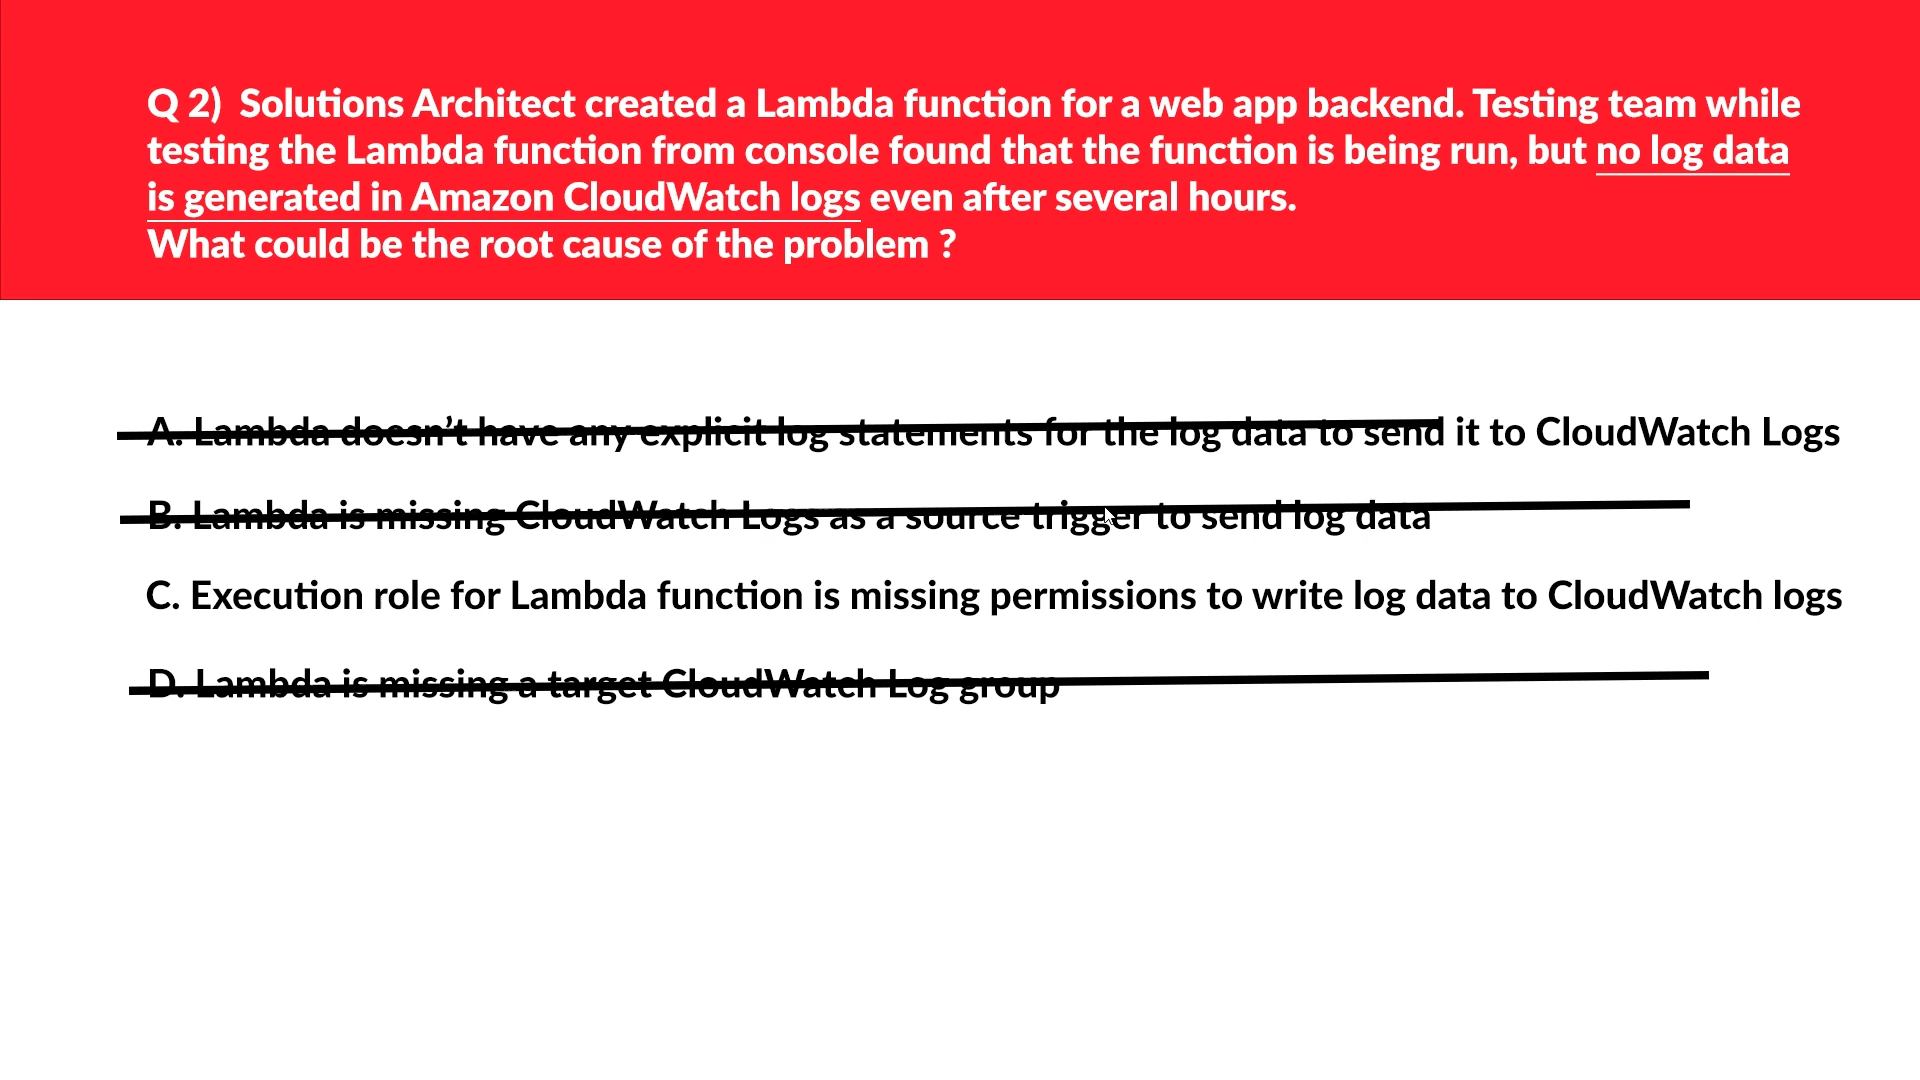 Q 2) Solutions Architect created a Lambda function for a web app backend. Testing team while
testing the Lambda function from console found that the function is being run, but no log data
is generated in Amazon CloudWatch logs even after several hours.
What could be the root cause of the problem ?
A. Lambda doesn’t have any explicit log statements for the log data to send it to CloudWatch Logs
B. Lambda is missing CloudWatch Logs as a source trigger to send log data
C. Execution role for Lambda function is missing permissions to write log data to CloudWatch logs
D. Lambda is missing a target CloudWatch Log group